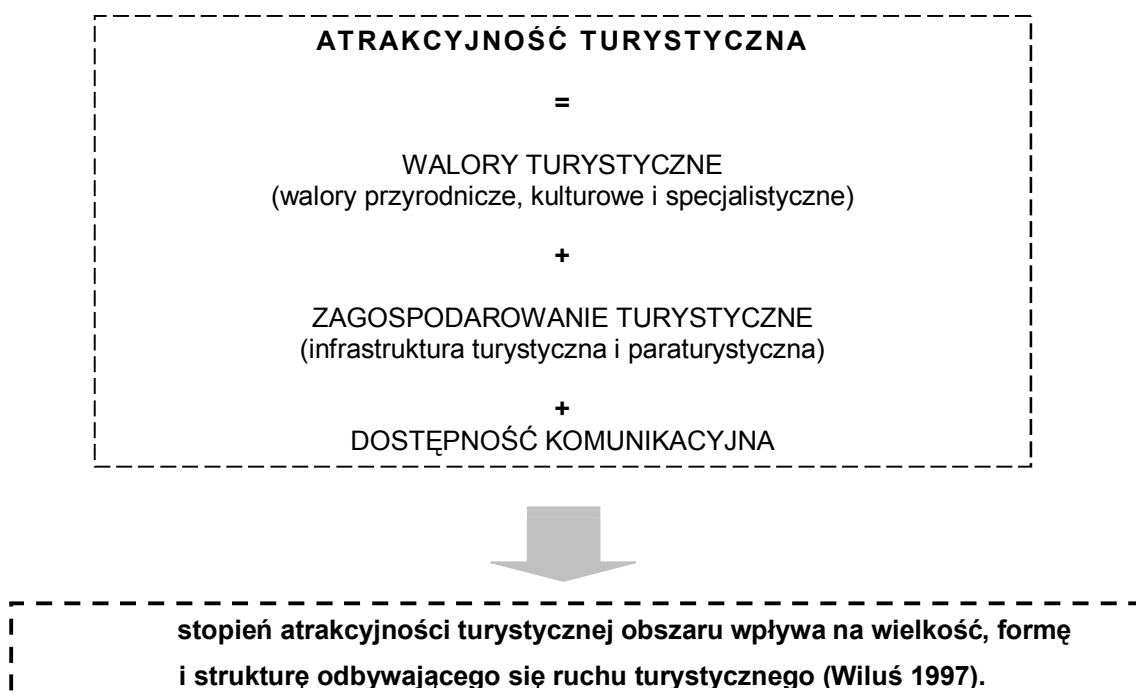 ATRAKCYJNOŚĆ TURYSTYCZNA
=
WALORY TURYSTYCZNE
(walory przyrodnicze, kulturowe i specjalistyczne)
+
ZAGOSPODAROWANIE TURYSTYCZNE
(infrastruktura turystyczna i paraturystyczna)
+
DOSTĘPNOŚĆ KOMUNIKACYJNA
stopień atrakcyjności turystycznej obszaru wpływa na wielkość, formę
i strukturę odbywającego się ruchu turystycznego (Wiluś 1997).